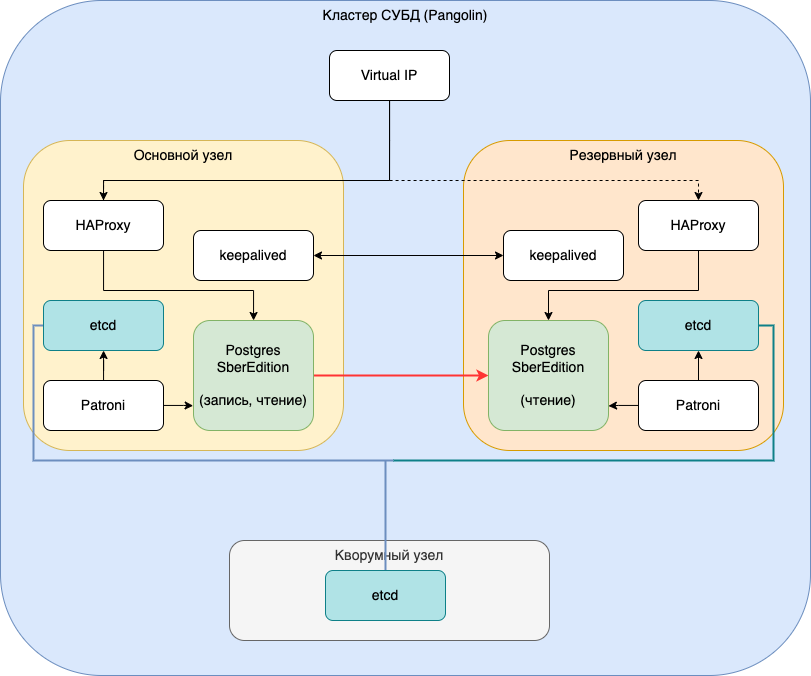 Кластер СУБД (Pangolin)
Virtual IP
Основной узел
HAProxy
keepalived
etcd
Postgres
SberEdition
(запись, чтение)
Patroni
Резервный узел
HAProxy
keepalived
etcd
Postgres
SberEdition
(чтение)
Patroni
Кворумный узел
etcd